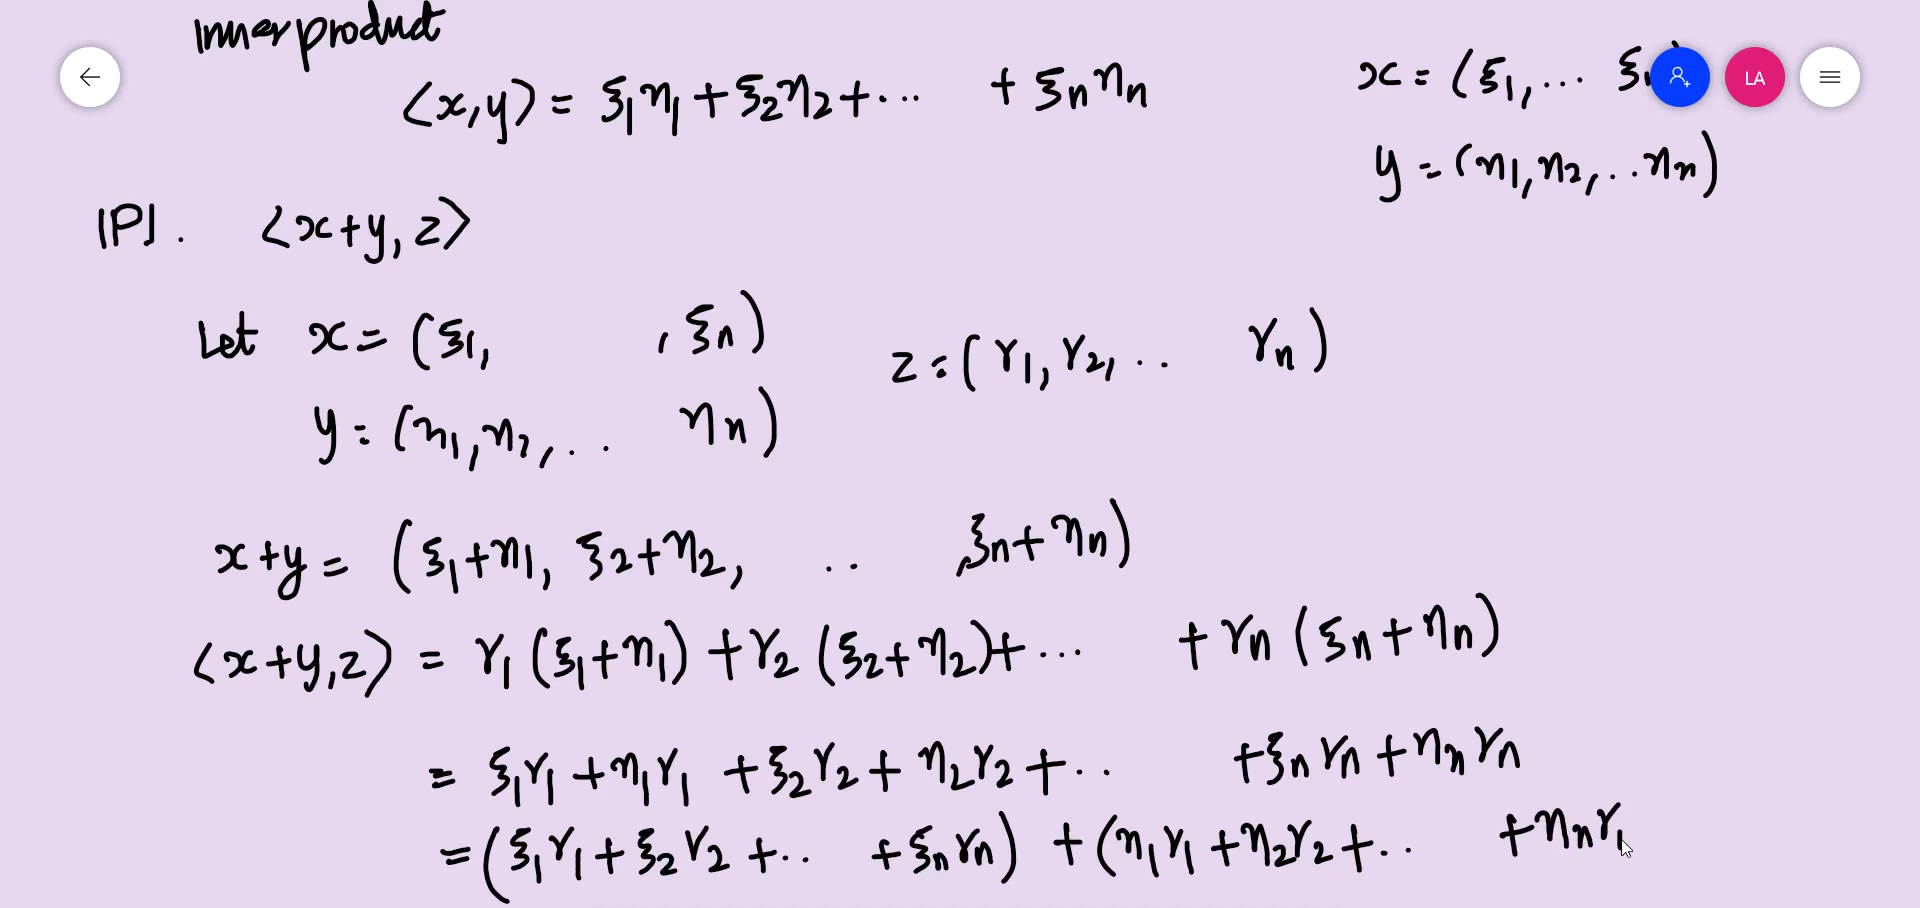 inner product
⟨x,y⟩ = ξ1η1 + ξ2η2 + ... + ξnηn
x = (ξ1, ... ξn)
LA
y = (η1, η2, .. ηn)
IP1. ⟨x+y, z⟩
Let x = (ξ1, , ξn)
z = (γ1, γ2, .. γn)
y = (η1, η2, .. ηn)
x+y = (ξ1+η1, ξ2+η2, .. , ξn+ηn)
⟨x+y,z⟩ = γ1(ξ1+η1) + γ2(ξ2+η2) + ... + γn(ξn+ηn)
= ξ1γ1 + η1γ1 + ξ2γ2 + η2γ2 + .. + ξnγn + ηnγn
= (ξ1γ1 + ξ2γ2 + .. + ξnγn) + (η1γ1 + η2γ2 + .. + ηnγ